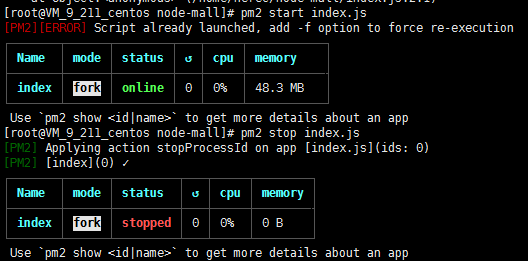 [root@VM_9_211_centos node-mall]# pm2 start index.js
[PM2][ERROR] Script already launched, add -f option to force re-execution
Name mode status ↺ cpu memory
index fork online 0 0% 48.3 MB
Use `pm2 show <id|name>` to get more details about an app
[root@VM_9_211_centos node-mall]# pm2 stop index.js
[PM2] Applying action stopProcessId on app [index.js](ids: 0)
[PM2] [index](0) ✓
Name mode status ↺ cpu memory
index fork stopped 0 0% 0 B
Use `pm2 show <id|name>` to get more details about an app